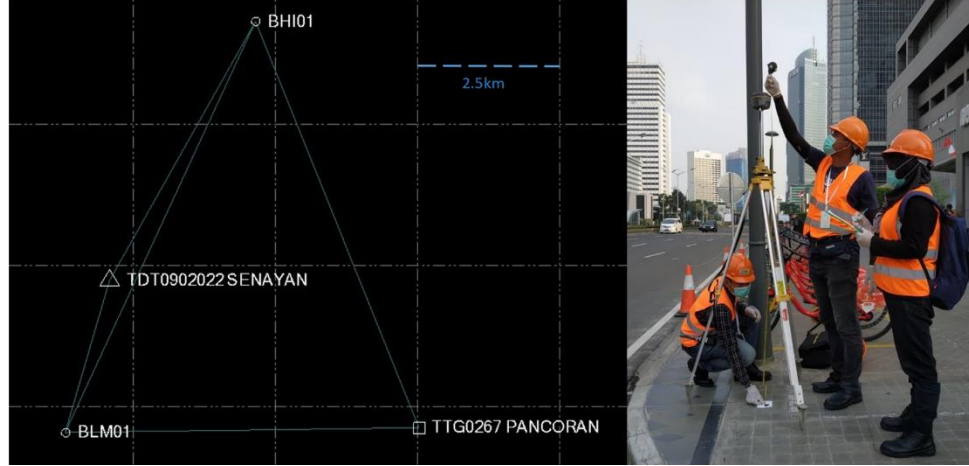 BHI01
2.5km
TDT0902022 SENAYAN
BLM01
TTG0267 PANCORAN